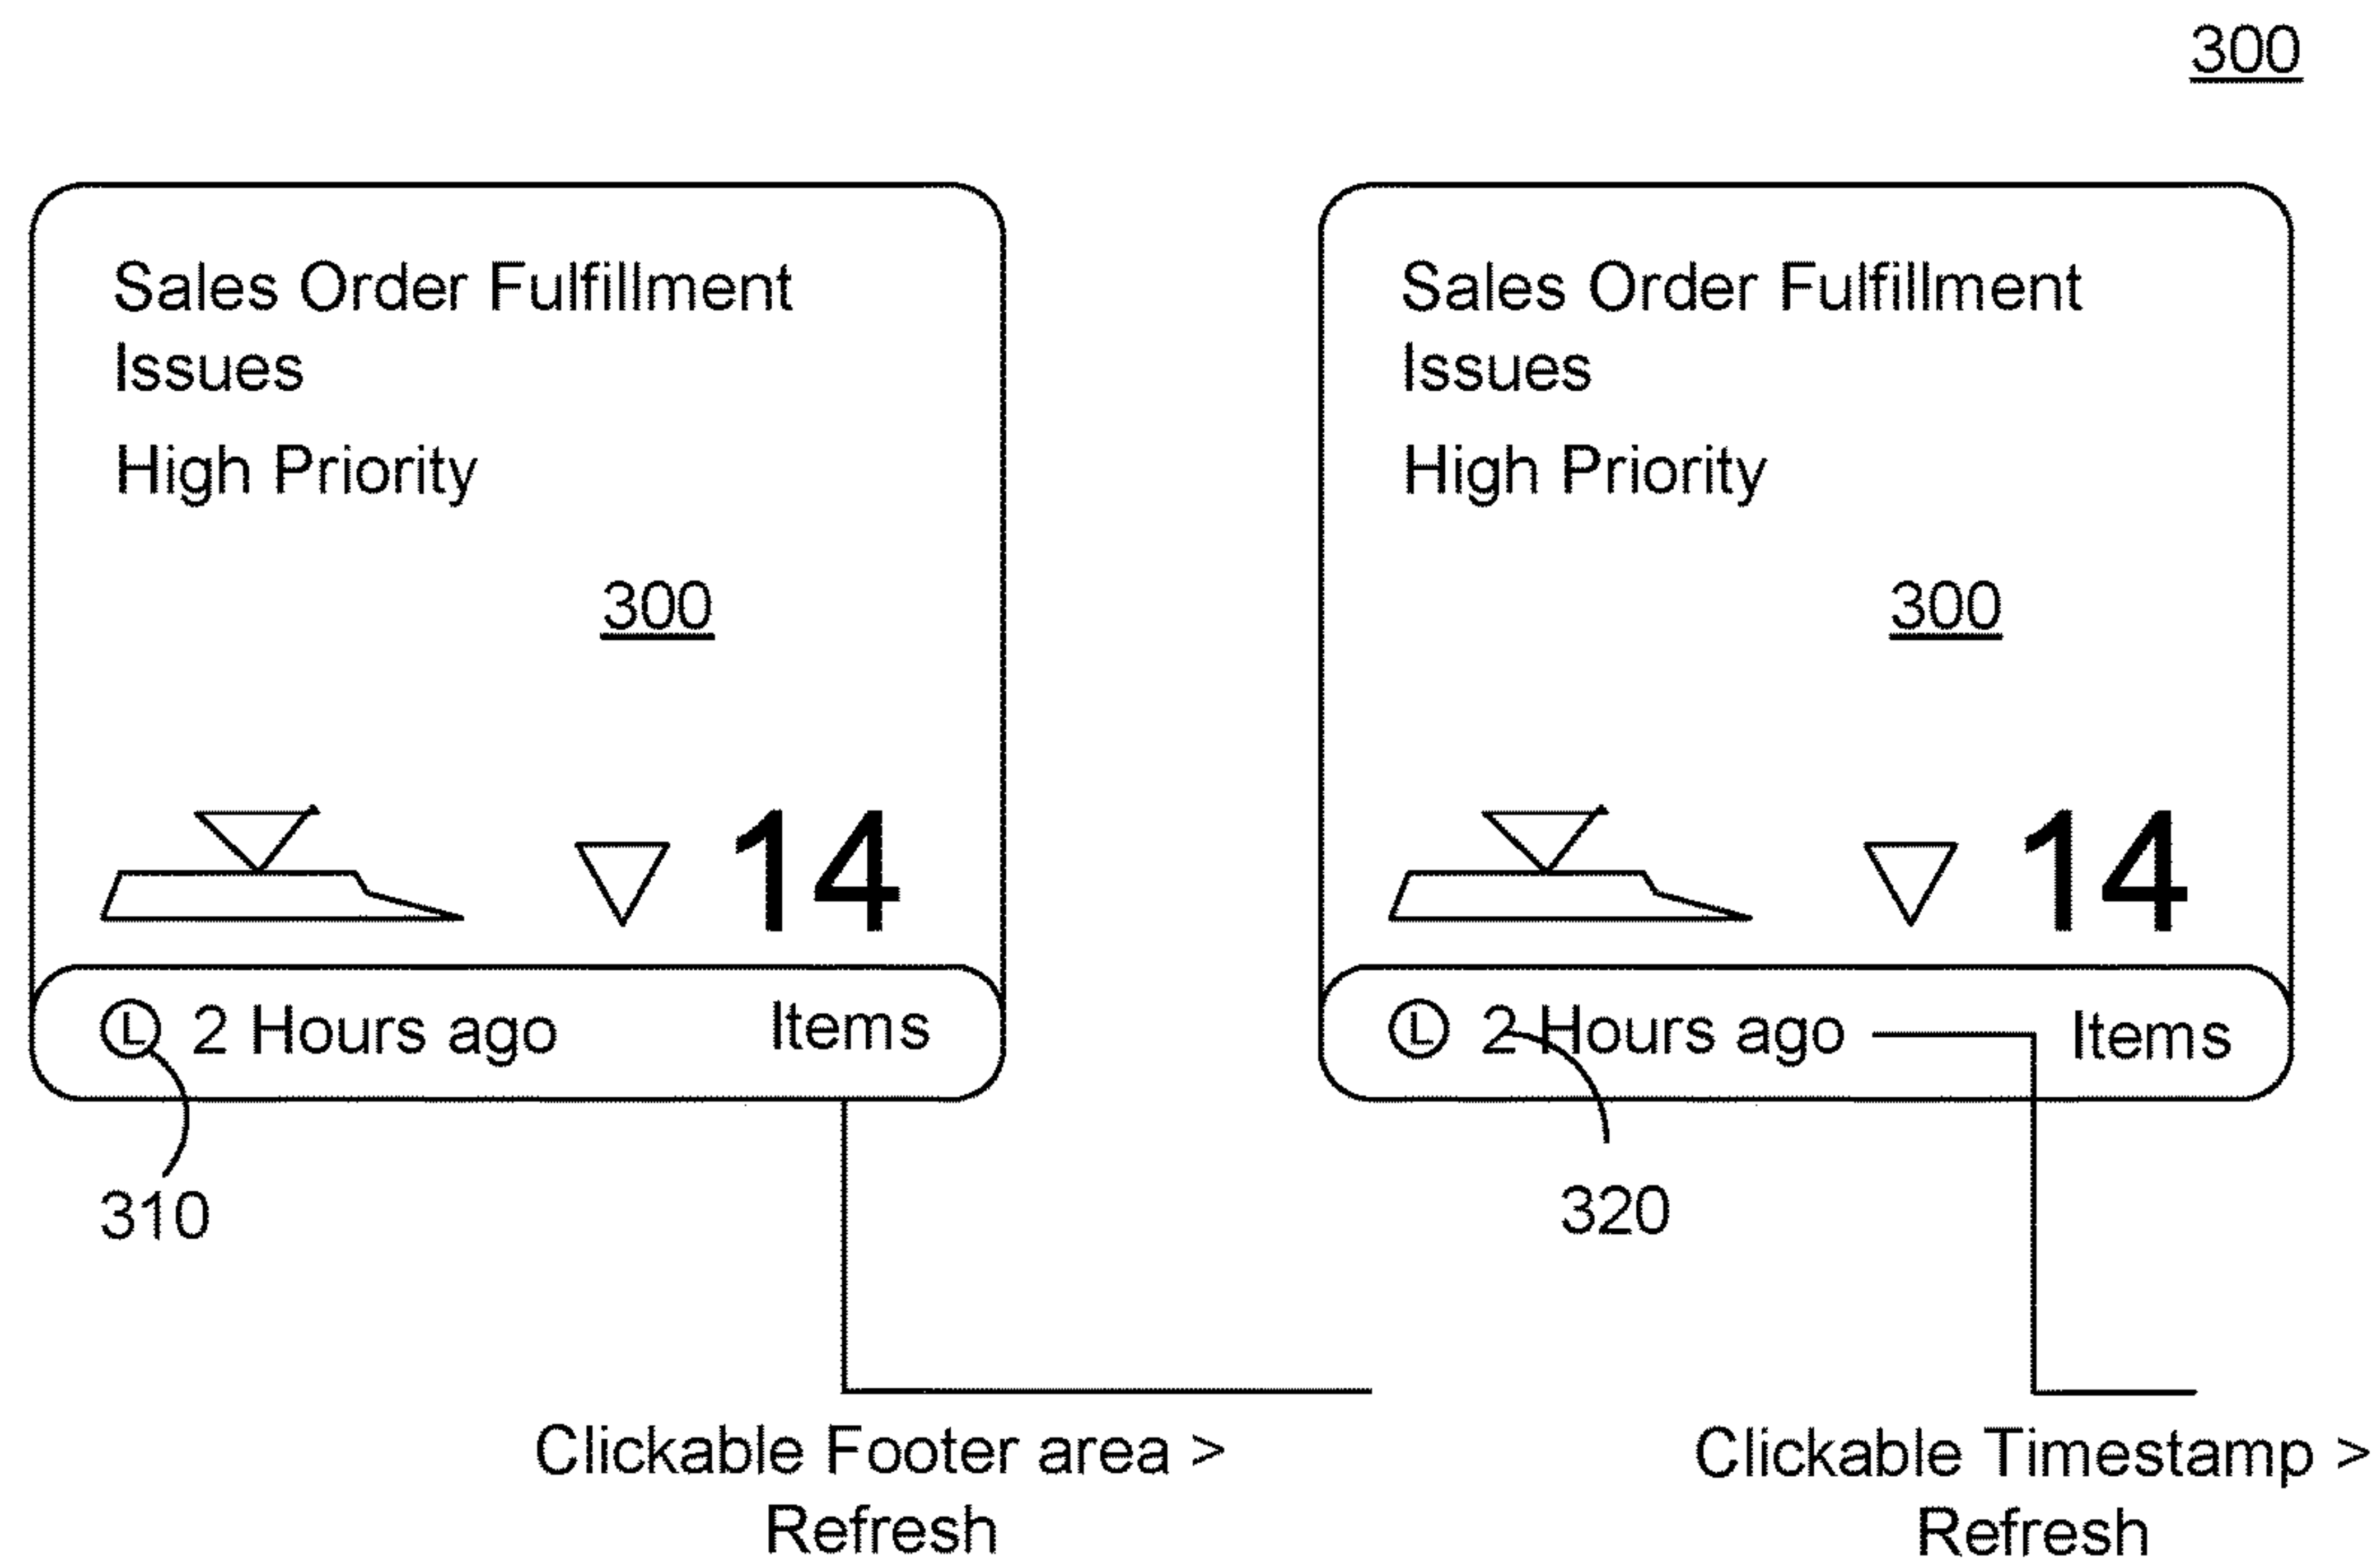 300
Sales Order Fulfillment
Issues
High Priority
300
14
L 2 Hours ago Items
310
Clickable Footer area >
Refresh
Sales Order Fulfillment
Issues
High Priority
300
14
L 2 Hours ago Items
320
Clickable Timestamp >
Refresh